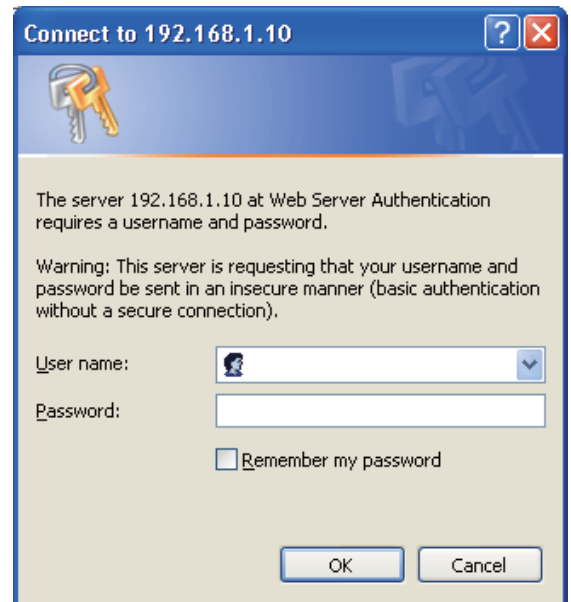 Connect to 192.168.1.10
The server 192.168.1.10 at Web Server Authentication
requires a username and password.
Warning: This server is requesting that your username and
password be sent in an insecure manner (basic authentication
without a secure connection).
User name:
Password:
Remember my password
OK Cancel